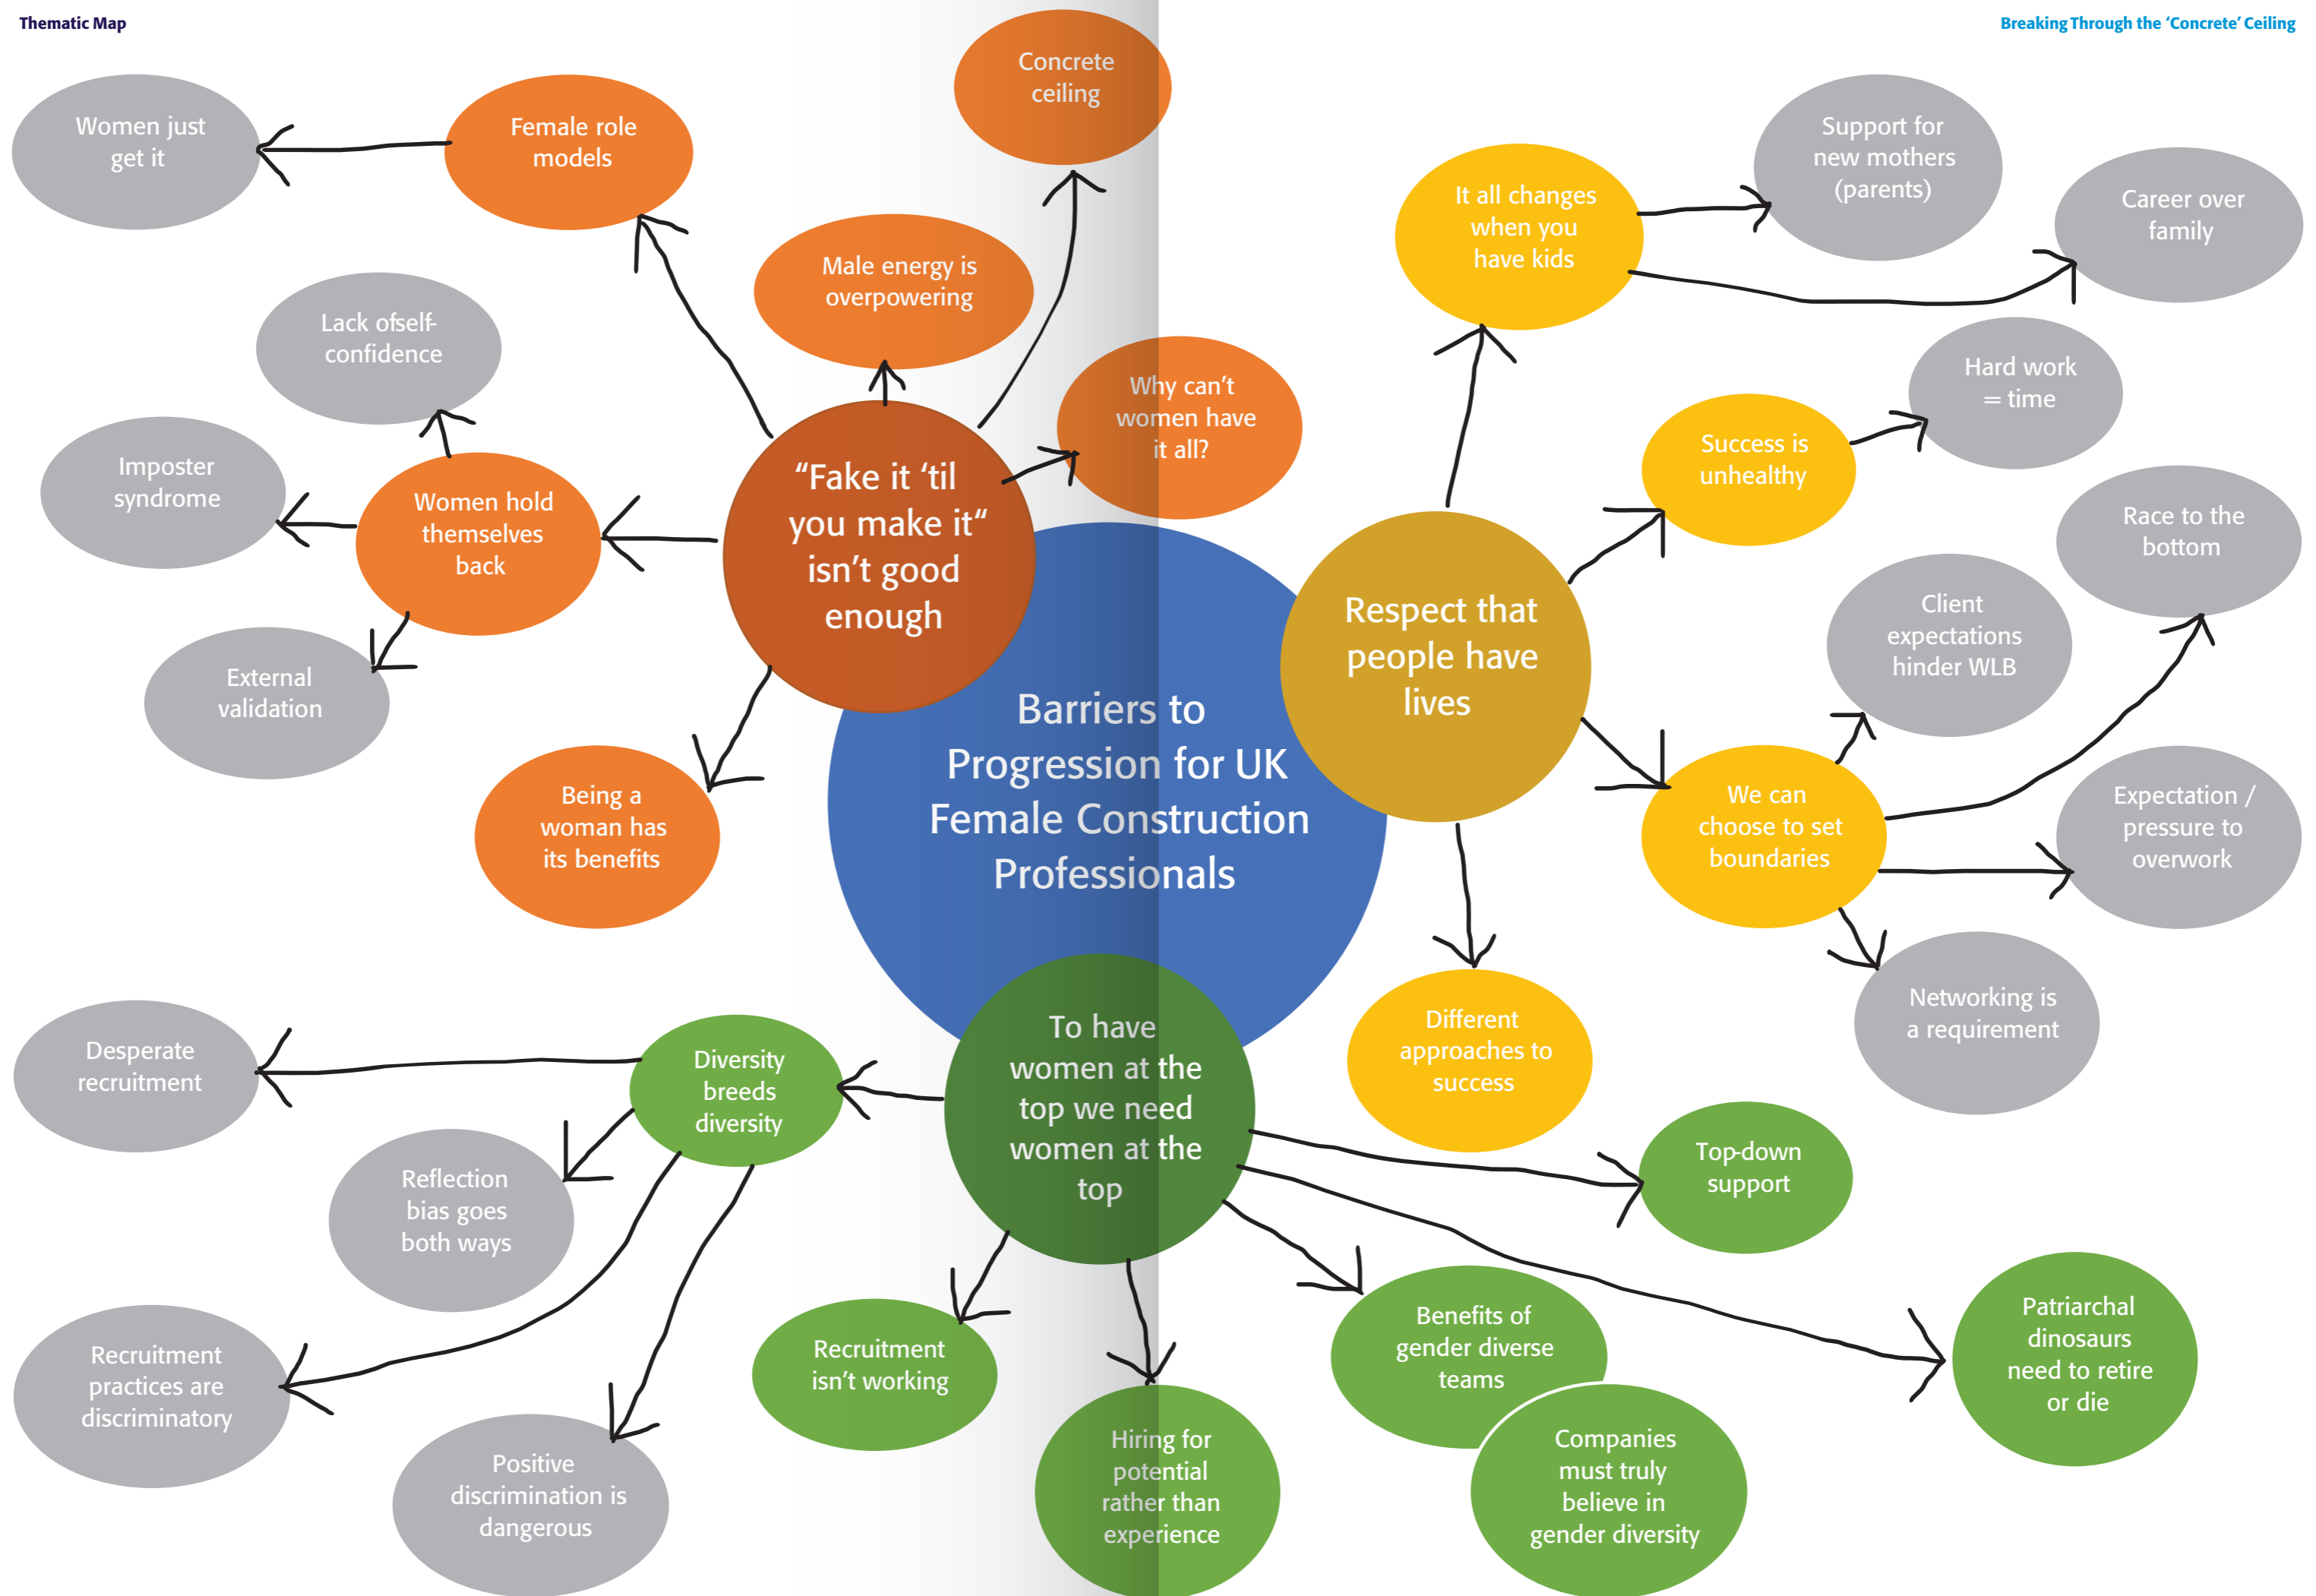 Thematic Map
Breaking Through the ‘Concrete’ Ceiling
Concrete
ceiling
Women just
get it
Female role
models
Support for
new mothers
(parents)
It all changes
when you
have kids
Career over
family
Male energy is
overpowering
Lack ofself-
confidence
Hard work
= time
Why can’t
women have
it all?
Success is
unhealthy
Imposter
syndrome
Women hold
themselves
back
“Fake it ‘til
you make it“
isn’t good
enough
Race to the
bottom
Client
expectations
hinder WLB
Respect that
people have
lives
External
validation
Barriers to
Progression for UK
Female Construction
Professionals
Being a
woman has
its benefits
We can
choose to set
boundaries
Expectation /
pressure to
overwork
Networking is
a requirement
Different
approaches to
success
To have
women at the
top we need
women at the
top
Diversity
breeds
diversity
Desperate
recruitment
Reflection
bias goes
both ways
Top-down
support
Recruitment
practices are
discriminatory
Positive
discrimination is
dangerous
Recruitment
isn’t working
Hiring for
potential
rather than
experience
Benefits of
gender diverse
teams
Companies
must truly
believe in
gender diversity
Patriarchal
dinosaurs
need to retire
or die